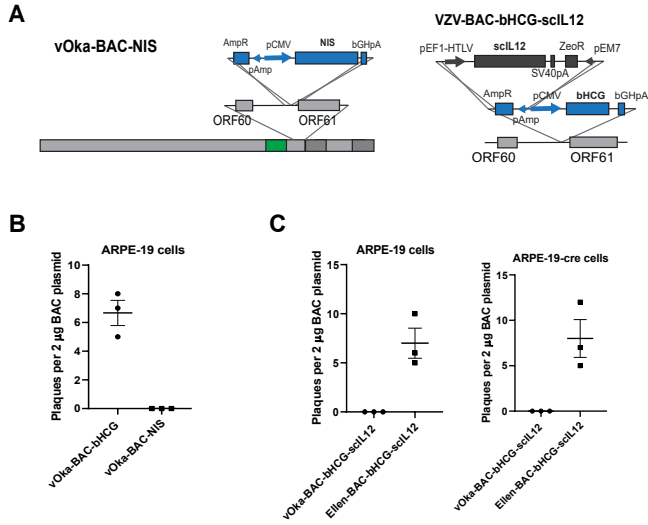 A
vOka-BAC-NIS
AmpR pCMV NIS bGHpA
pAmp
ORF60 ORF61
VZV-BAC-bHCG-scIL12
pEF1-HTLV scIL12 ZeoR pEM7
SV40pA
AmpR pCMV bHCG bGHpA
pAmp
ORF60 ORF61
B
ARPE-19 cells
Plaques per 2 μg BAC plasmid
10
8
6
4
2
0
vOka-BAC-bHCG
vOka-BAC-NIS
C
ARPE-19 cells
Plaques per 2 μg BAC plasmid
15
10
5
0
vOka-BAC-bHCG-scIL12
Ellen-BAC-bHCG-scIL12
ARPE-19-cre cells
Plaques per 2 μg BAC plasmid
15
10
5
0
vOka-BAC-bHCG-scIL12
Ellen-BAC-bHCG-scIL12